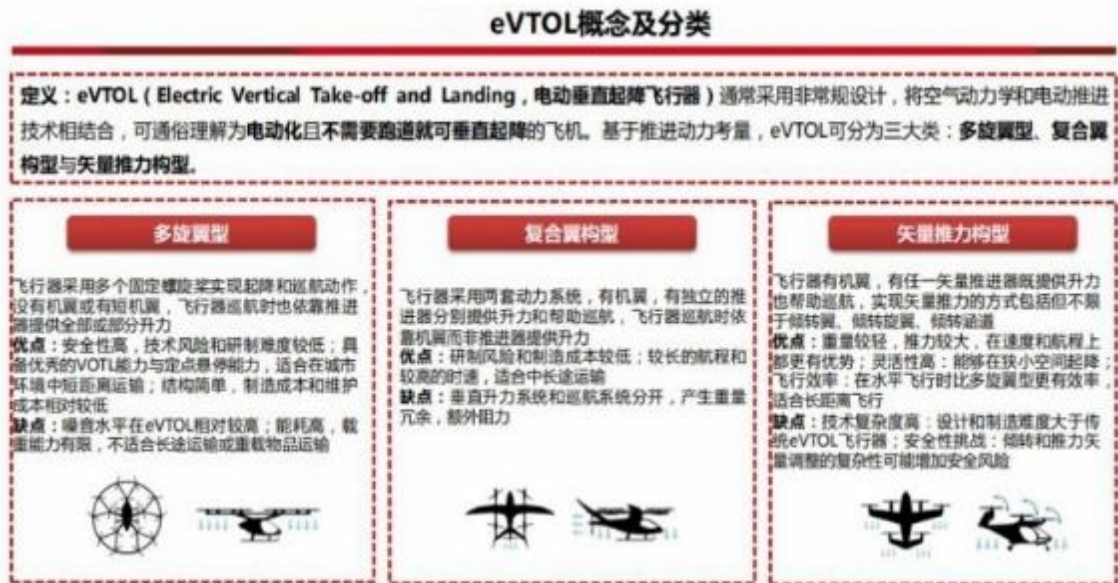 eVTOL概念及分类
定义：eVTOL（Electric Vertical Take-off and Landing，电动垂直起降飞行器）通常采用非常规设计，将空气动力学和电动推进
技术相结合，可通俗理解为电动化且不需要跑道就可垂直起降的飞机。基于推进动力考量，eVTOL可分为三大类：多旋翼型、复合翼
构型与矢量推力构型。
多旋翼型
飞行器采用多个固定螺旋桨实现起降和巡航动作，
没有机翼或有短机翼，飞行器巡航时也依靠推进
器提供全部或部分升力
优点：安全性高，技术风险和研制难度较低；具
备优秀的VOTL能力与定点悬停能力，适合在城市
环境中短距离运输；结构简单，制造成本和维护
成本相对较低
缺点：噪音水平在eVTOL相对较高；能耗高，载
重能力有限，不适合长途运输或重载物品运输
复合翼构型
飞行器采用两套动力系统，有机翼，有独立的推
进器分别提供升力和帮助巡航，飞行器巡航时依
靠机翼而非推进器提供升力
优点：研制风险和制造成本较低；较长的航程和
较高的时速，适合中长途运输
缺点：垂直升力系统和巡航系统分开，产生重量
冗余，额外阻力
矢量推力构型
飞行器有机翼，有任一矢量推进器既提供升力
也帮助巡航，实现矢量推力的方式包括但不限
于倾转翼、倾转旋翼、倾转涵道
优点：重量较轻，推力较大，在速度和航程上
都更有优势；灵活性高：能够在狭小空间起降；
飞行效率：在水平飞行时比多旋翼型更有效率，
适合长距离飞行
缺点：技术复杂度高：设计和制造难度大于传
统eVTOL飞行器；安全性挑战：倾转和推力矢
量调整的复杂性可能增加安全风险